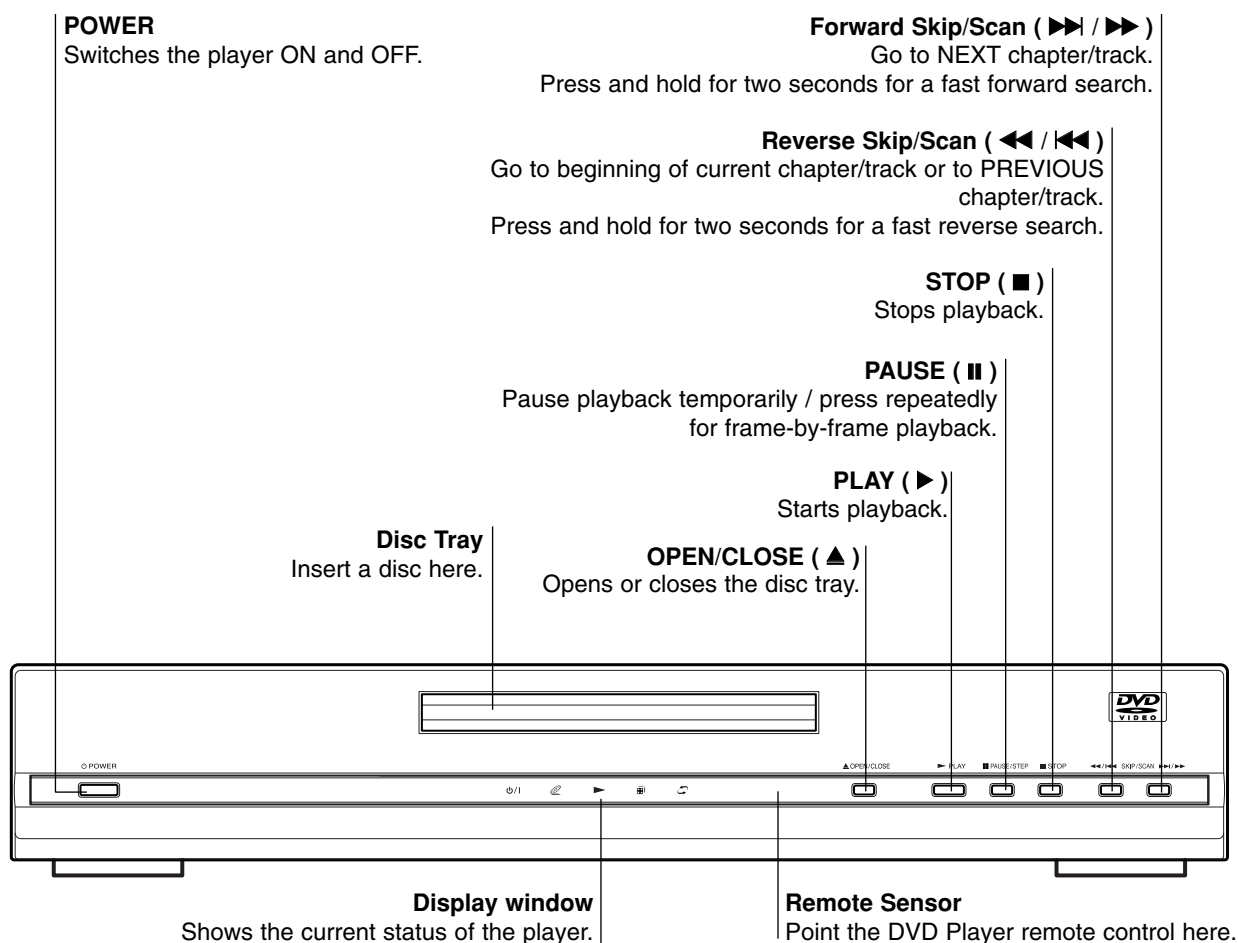 POWER
Switches the player ON and OFF.
Forward Skip/Scan ( ▶▶| / ▶▶ )
Go to NEXT chapter/track.
Press and hold for two seconds for a fast forward search.
Reverse Skip/Scan ( ◀◀ / |◀◀ )
Go to beginning of current chapter/track or to PREVIOUS
chapter/track.
Press and hold for two seconds for a fast reverse search.
STOP ( ■ )
Stops playback.
PAUSE ( II )
Pause playback temporarily / press repeatedly
for frame-by-frame playback.
PLAY ( ▶ )
Starts playback.
Disc Tray
Insert a disc here.
OPEN/CLOSE ( ⏏ )
Opens or closes the disc tray.
DVD
VIDEO
⏻ POWER
⏏ OPEN/CLOSE
▶ PLAY
II PAUSE/STEP
■ STOP
◀◀/|◀◀ SKIP/SCAN ▶▶|/▶▶
⏻/I
Display window
Shows the current status of the player.
Remote Sensor
Point the DVD Player remote control here.